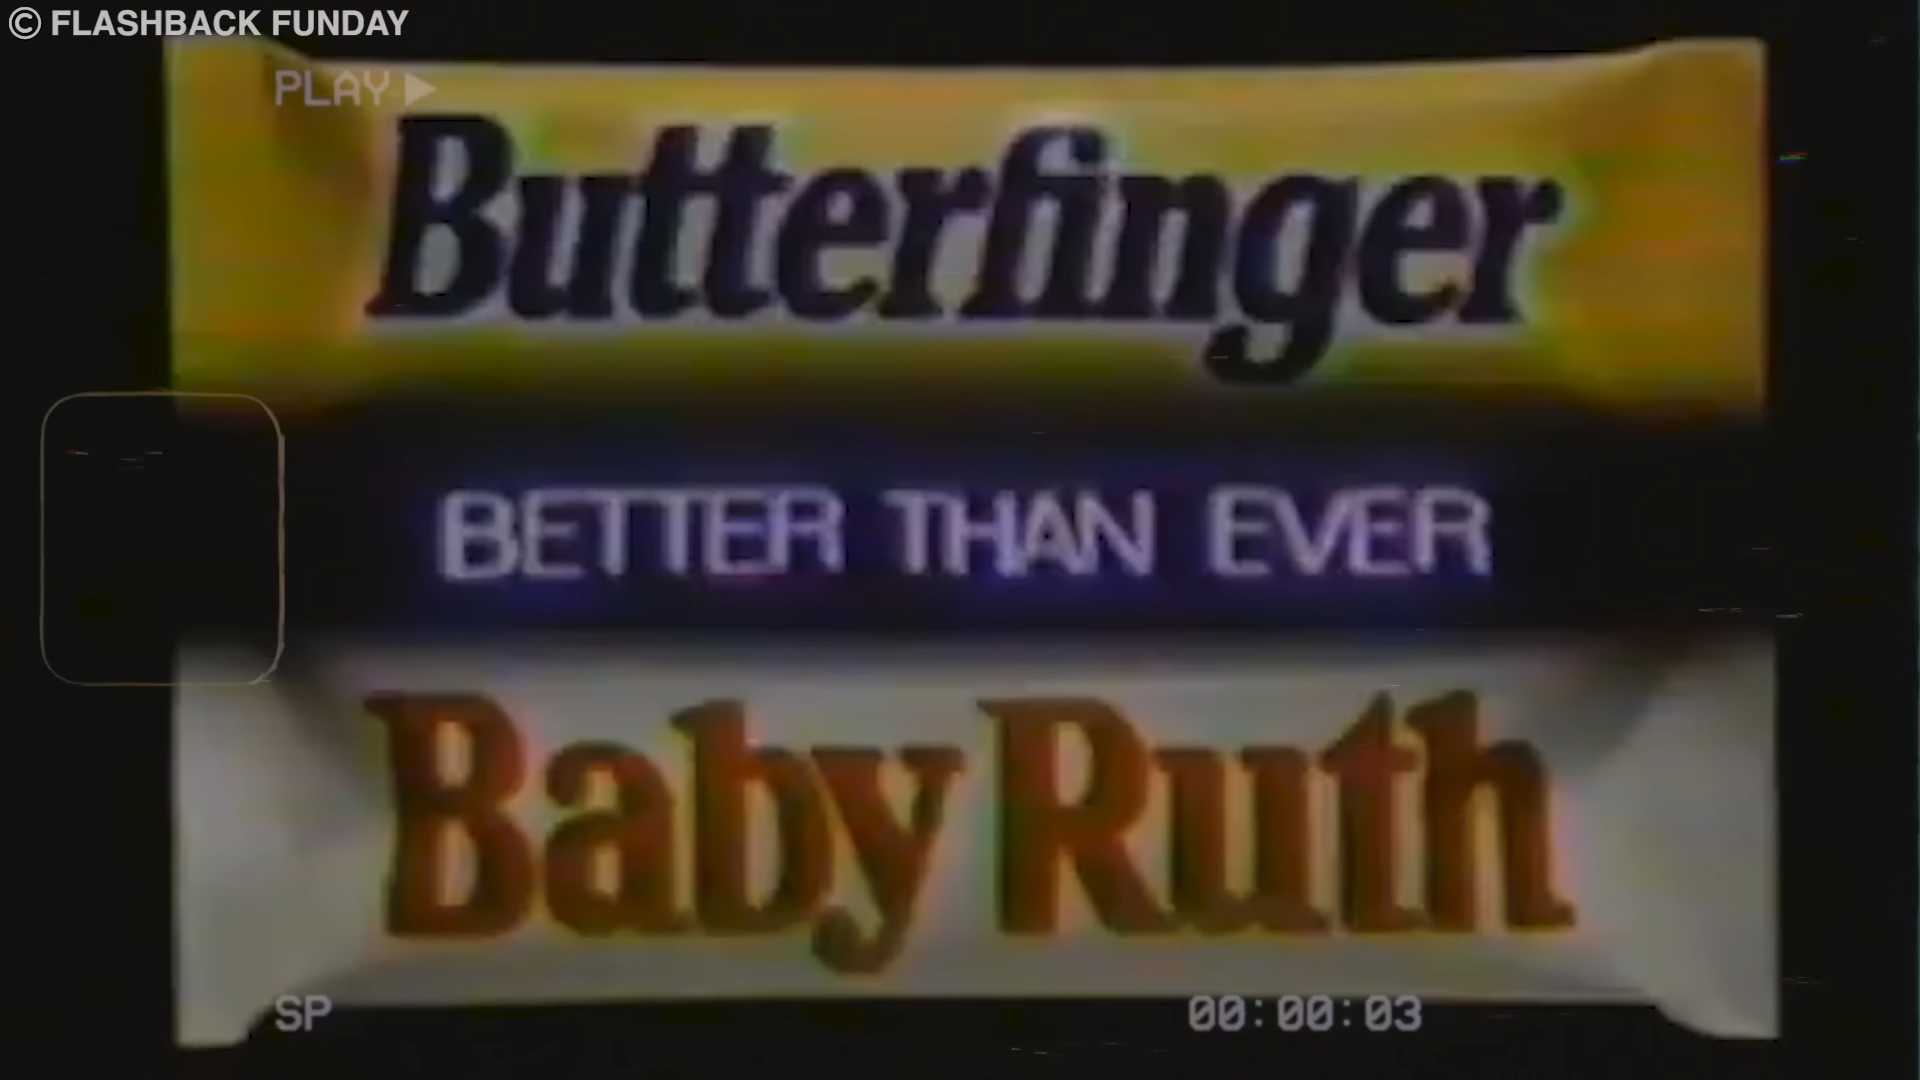 © FLASHBACK FUNDAY
PLAY
Butterfinger
BETTER THAN EVER
Baby Ruth
SP
00:00:03